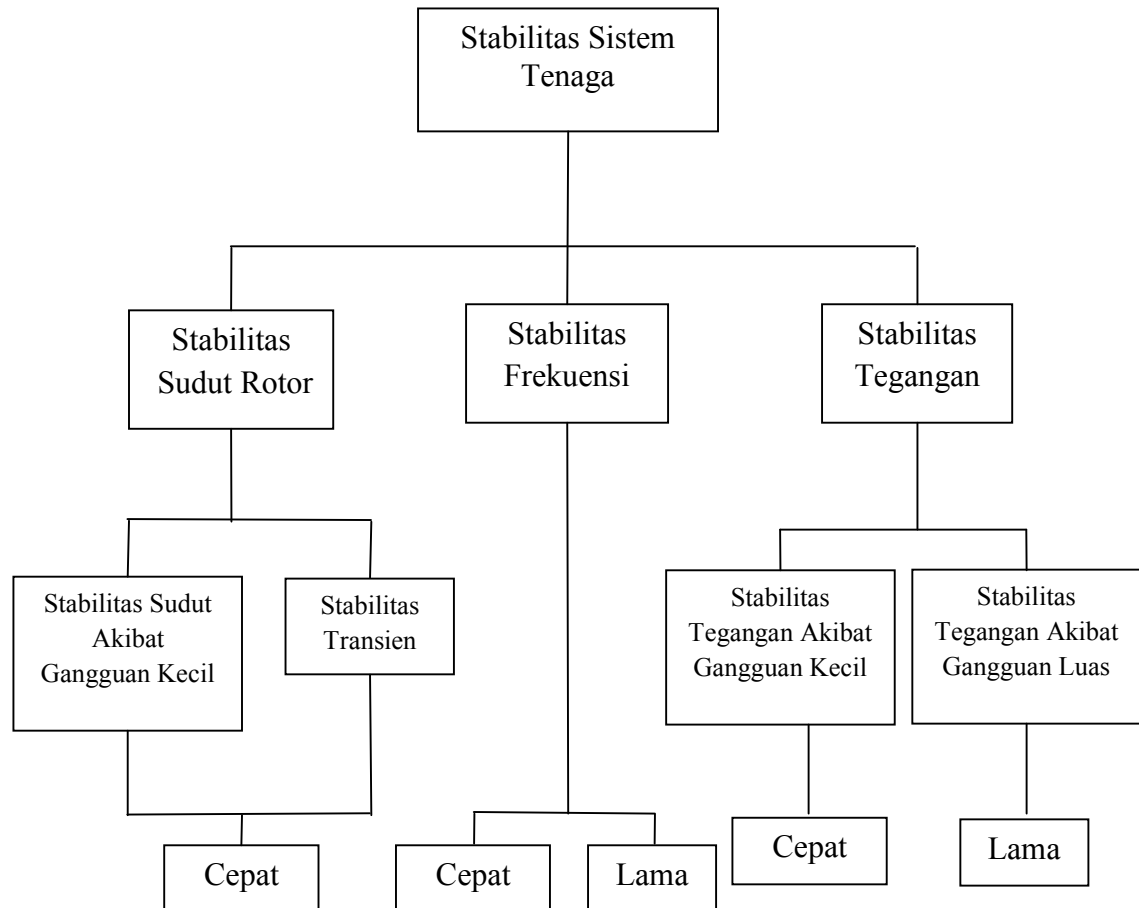 Stabilitas Sistem
Tenaga
Stabilitas
Sudut Rotor
Stabilitas
Frekuensi
Stabilitas
Tegangan
Stabilitas Sudut
Akibat
Gangguan Kecil
Stabilitas
Transien
Stabilitas
Tegangan Akibat
Gangguan Kecil
Stabilitas
Tegangan Akibat
Gangguan Luas
Cepat
Cepat
Lama
Cepat
Lama